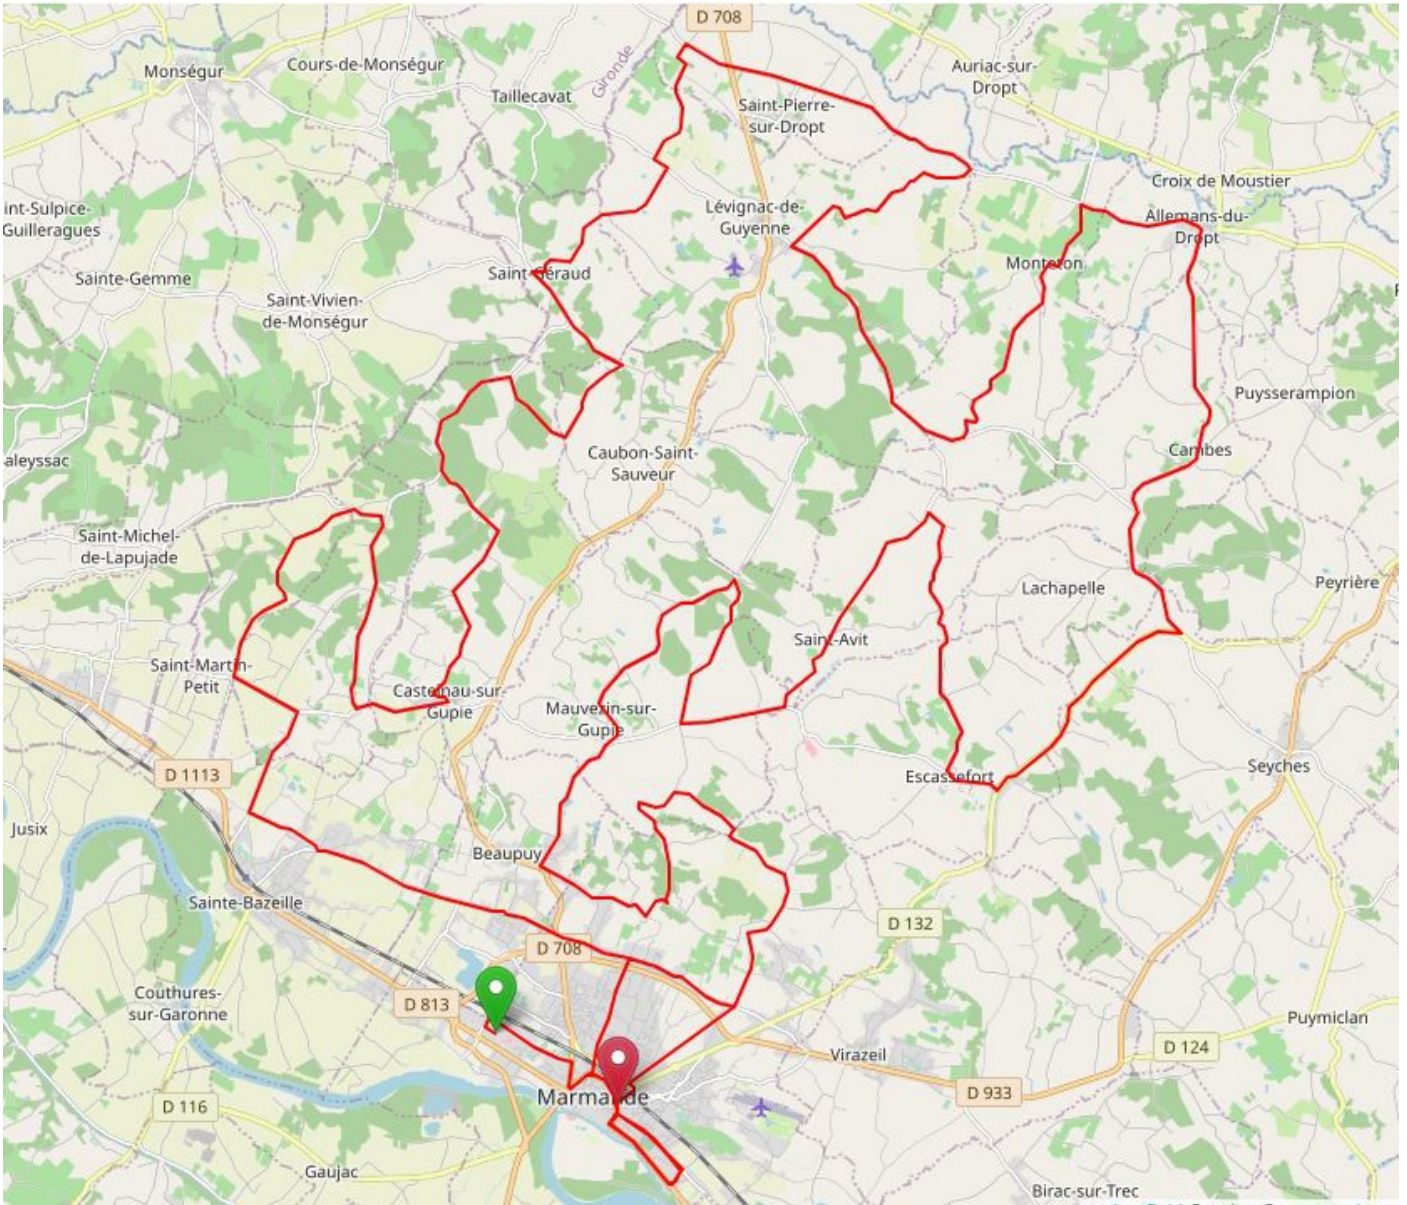 D 708
Monségur
Cours-de-Monségur
Gironde
Auriac-sur-
Dropt
Taillecavat
Saint-Pierre-
sur-Dropt
Croix de Moustier
int-Sulpice-
Guilleragues
Lévignac-de-
Guyenne
Allemans-du-
Dropt
Sainte-Gemme
Saint-Géraud
Monteton
Saint-Vivien-
de-Monségur
Puysserampion
aleyssac
Caubon-Saint-
Sauveur
Cambes
Saint-Michel-
de-Lapujade
Lachapelle
Peyrière
Saint-Avit
Saint-Martin-
Petit
Castelnau-sur-
Gupie
Mauvezin-sur-
Gupie
D 1113
Escassefort
Seyches
Jusix
Beaupuy
Sainte-Bazeille
D 132
D 708
Couthures-
sur-Garonne
D 813
Puymiclan
Virazeil
D 124
Marmande
D 933
D 116
Gaujac
Birac-sur-Trec